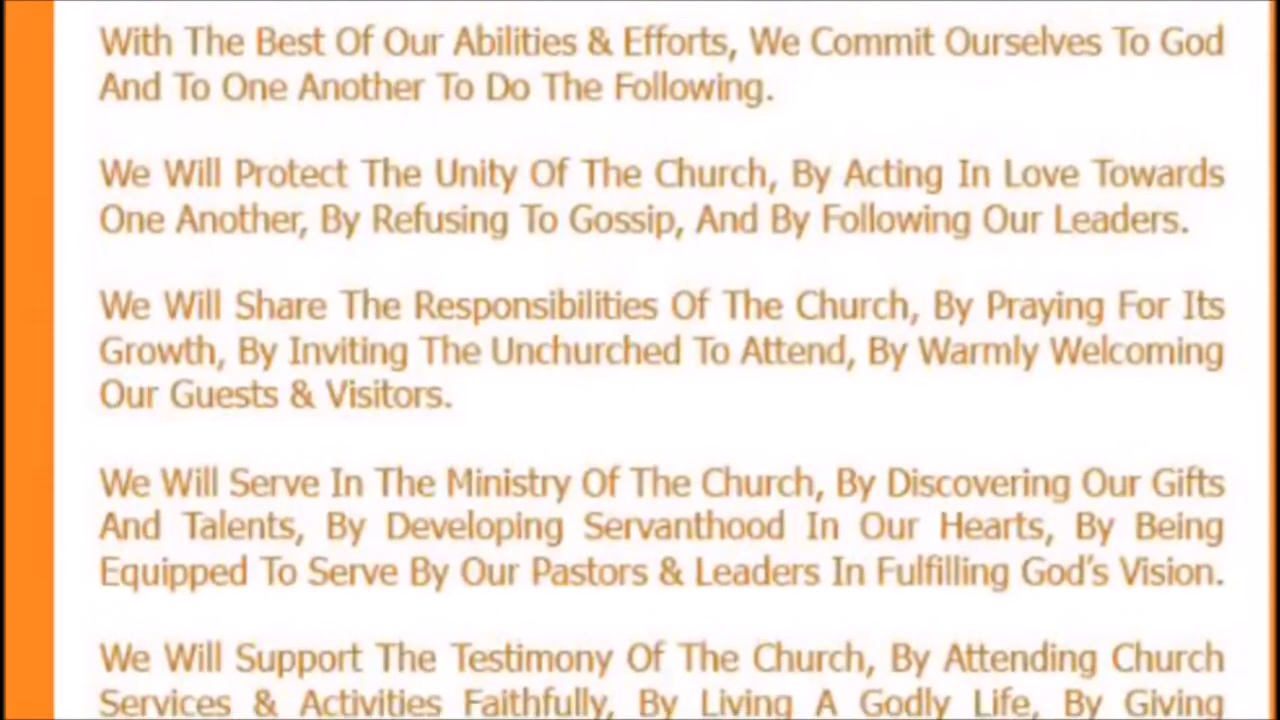 With The Best Of Our Abilities & Efforts, We Commit Ourselves To God
And To One Another To Do The Following.
We Will Protect The Unity Of The Church, By Acting In Love Towards
One Another, By Refusing To Gossip, And By Following Our Leaders.
We Will Share The Responsibilities Of The Church, By Praying For Its
Growth, By Inviting The Unchurched To Attend, By Warmly Welcoming
Our Guests & Visitors.
We Will Serve In The Ministry Of The Church, By Discovering Our Gifts
And Talents, By Developing Servanthood In Our Hearts, By Being
Equipped To Serve By Our Pastors & Leaders In Fulfilling God's Vision.
We Will Support The Testimony Of The Church, By Attending Church
Services & Activities Faithfully, By Living A Godly Life, By Giving